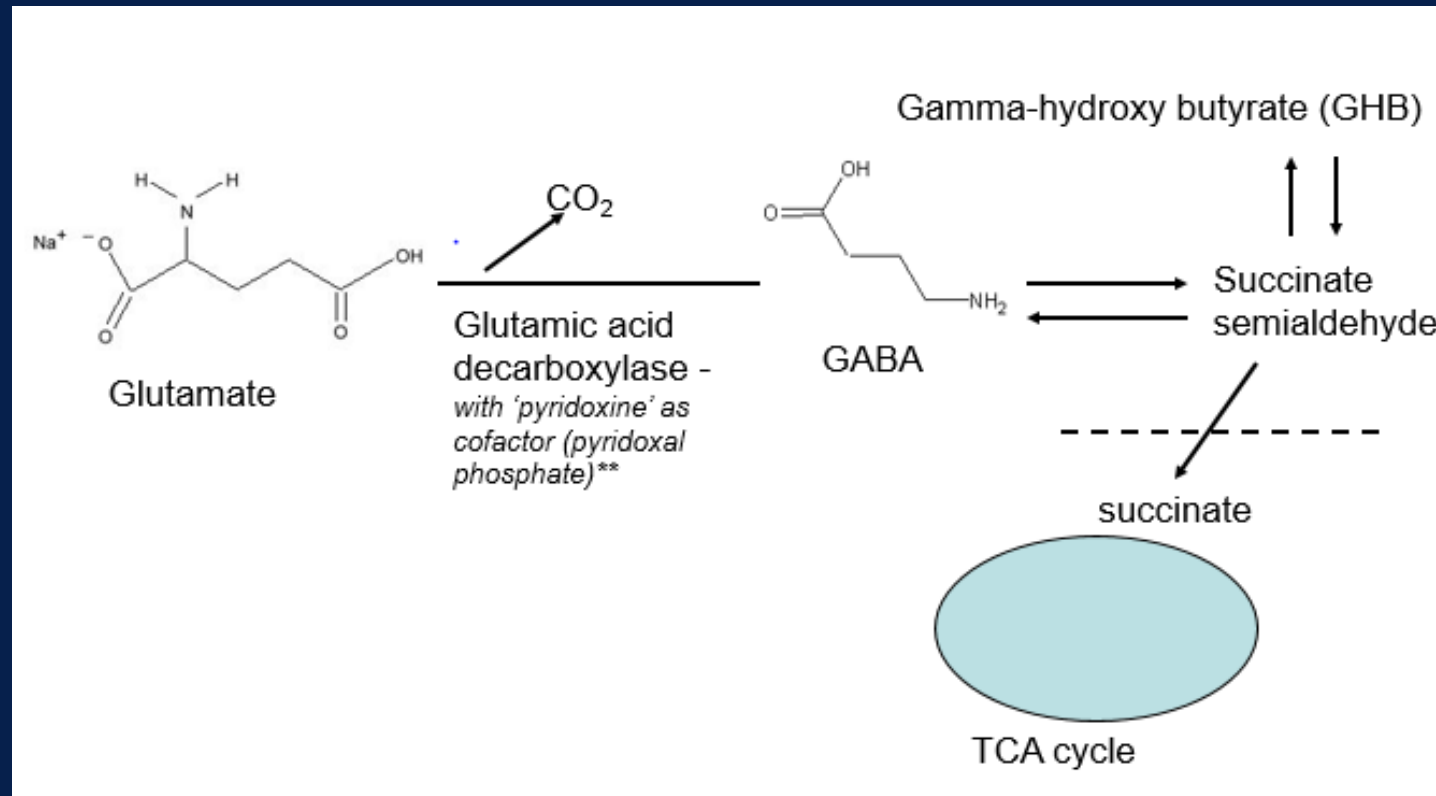 Gamma-hydroxy butyrate (GHB)
H H
N
Na⁺ ⁻O
OH
O
O
Glutamate
CO₂
Glutamic acid
decarboxylase -
with ‘pyridoxine’ as
cofactor (pyridoxal
phosphate)**
OH
O
NH₂
GABA
Succinate
semialdehyde
succinate
TCA cycle